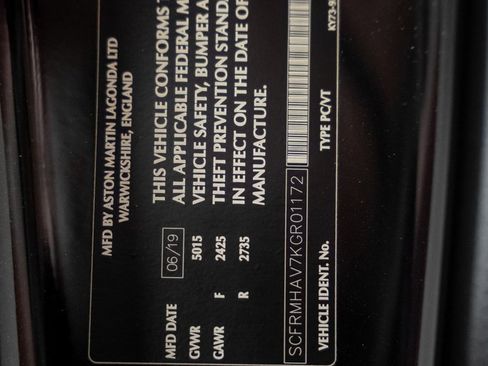 MFD BY ASTON MARTIN LAGONDA LTD
WARWICKSHIRE, ENGLAND
THIS VEHICLE CONFORMS
ALL APPLICABLE FEDERAL
VEHICLE SAFETY, BUMPER
THEFT PREVENTION
IN EFFECT ON THE DATE OF
MANUFACTURE.
MFD DATE 06/19
GVWR 5015
GAWR F 2425
R 2735
SCFRMHAV7KGR01172
VEHICLE IDENT. No. TYPE PC/VT